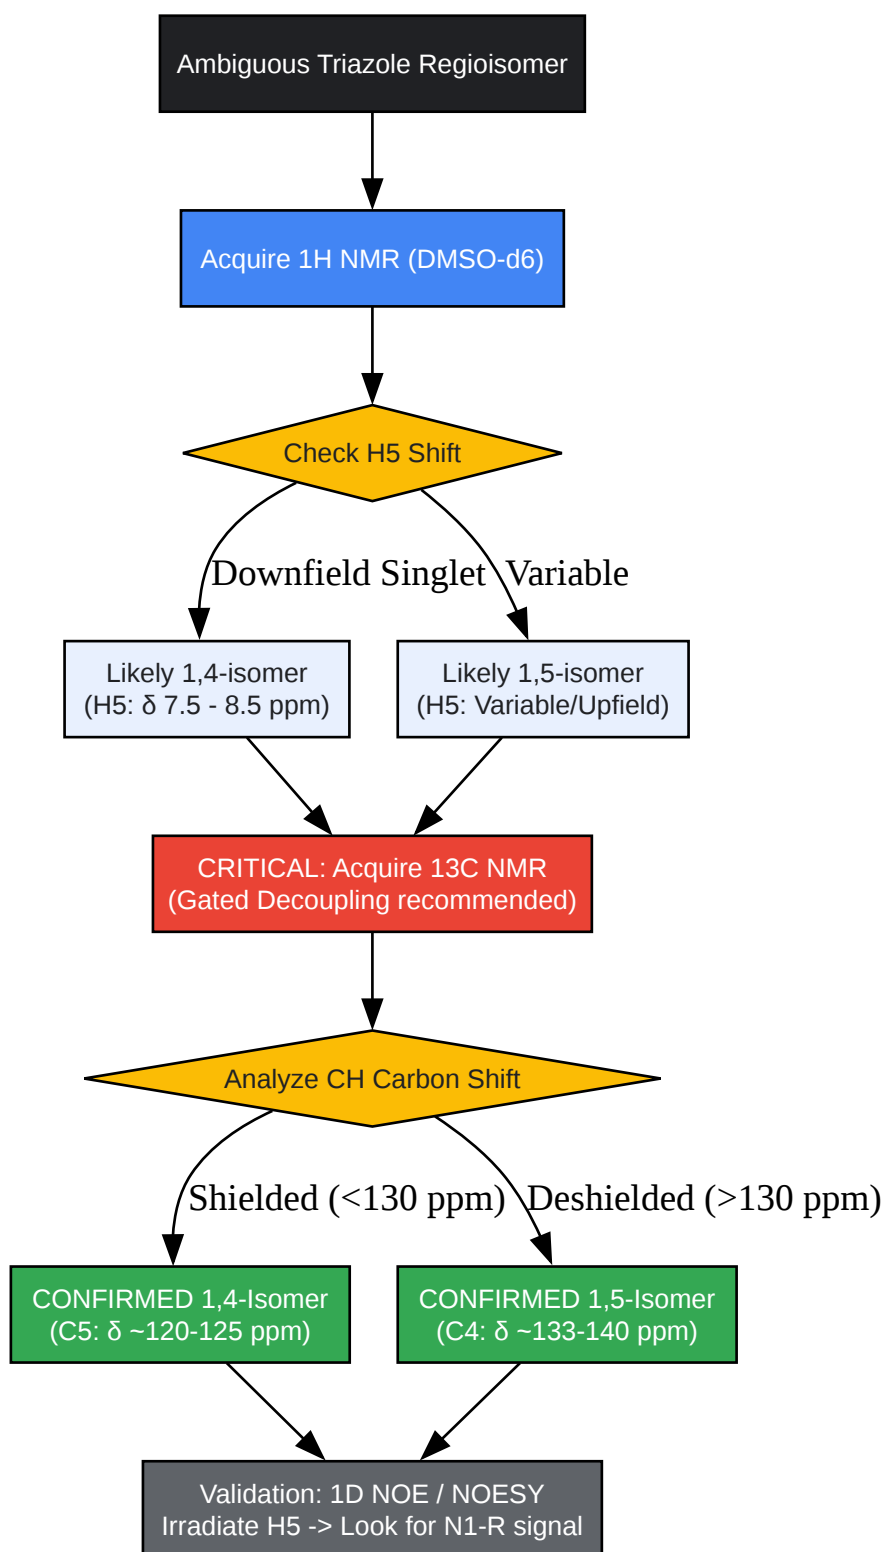 Ambiguous Triazole Regioisomer
Acquire 1H NMR (DMSO-d6)
Check H5 Shift
Downfield Singlet
Variable
Likely 1,4-isomer
(H5: δ 7.5 - 8.5 ppm)
Likely 1,5-isomer
(H5: Variable/Upfield)
CRITICAL: Acquire 13C NMR
(Gated Decoupling recommended)
Analyze CH Carbon Shift
Shielded (<130 ppm)
Deshielded (>130 ppm)
CONFIRMED 1,4-Isomer
(C5: δ ~120-125 ppm)
CONFIRMED 1,5-Isomer
(C4: δ ~133-140 ppm)
Validation: 1D NOE / NOESY
Irradiate H5 -> Look for N1-R signal